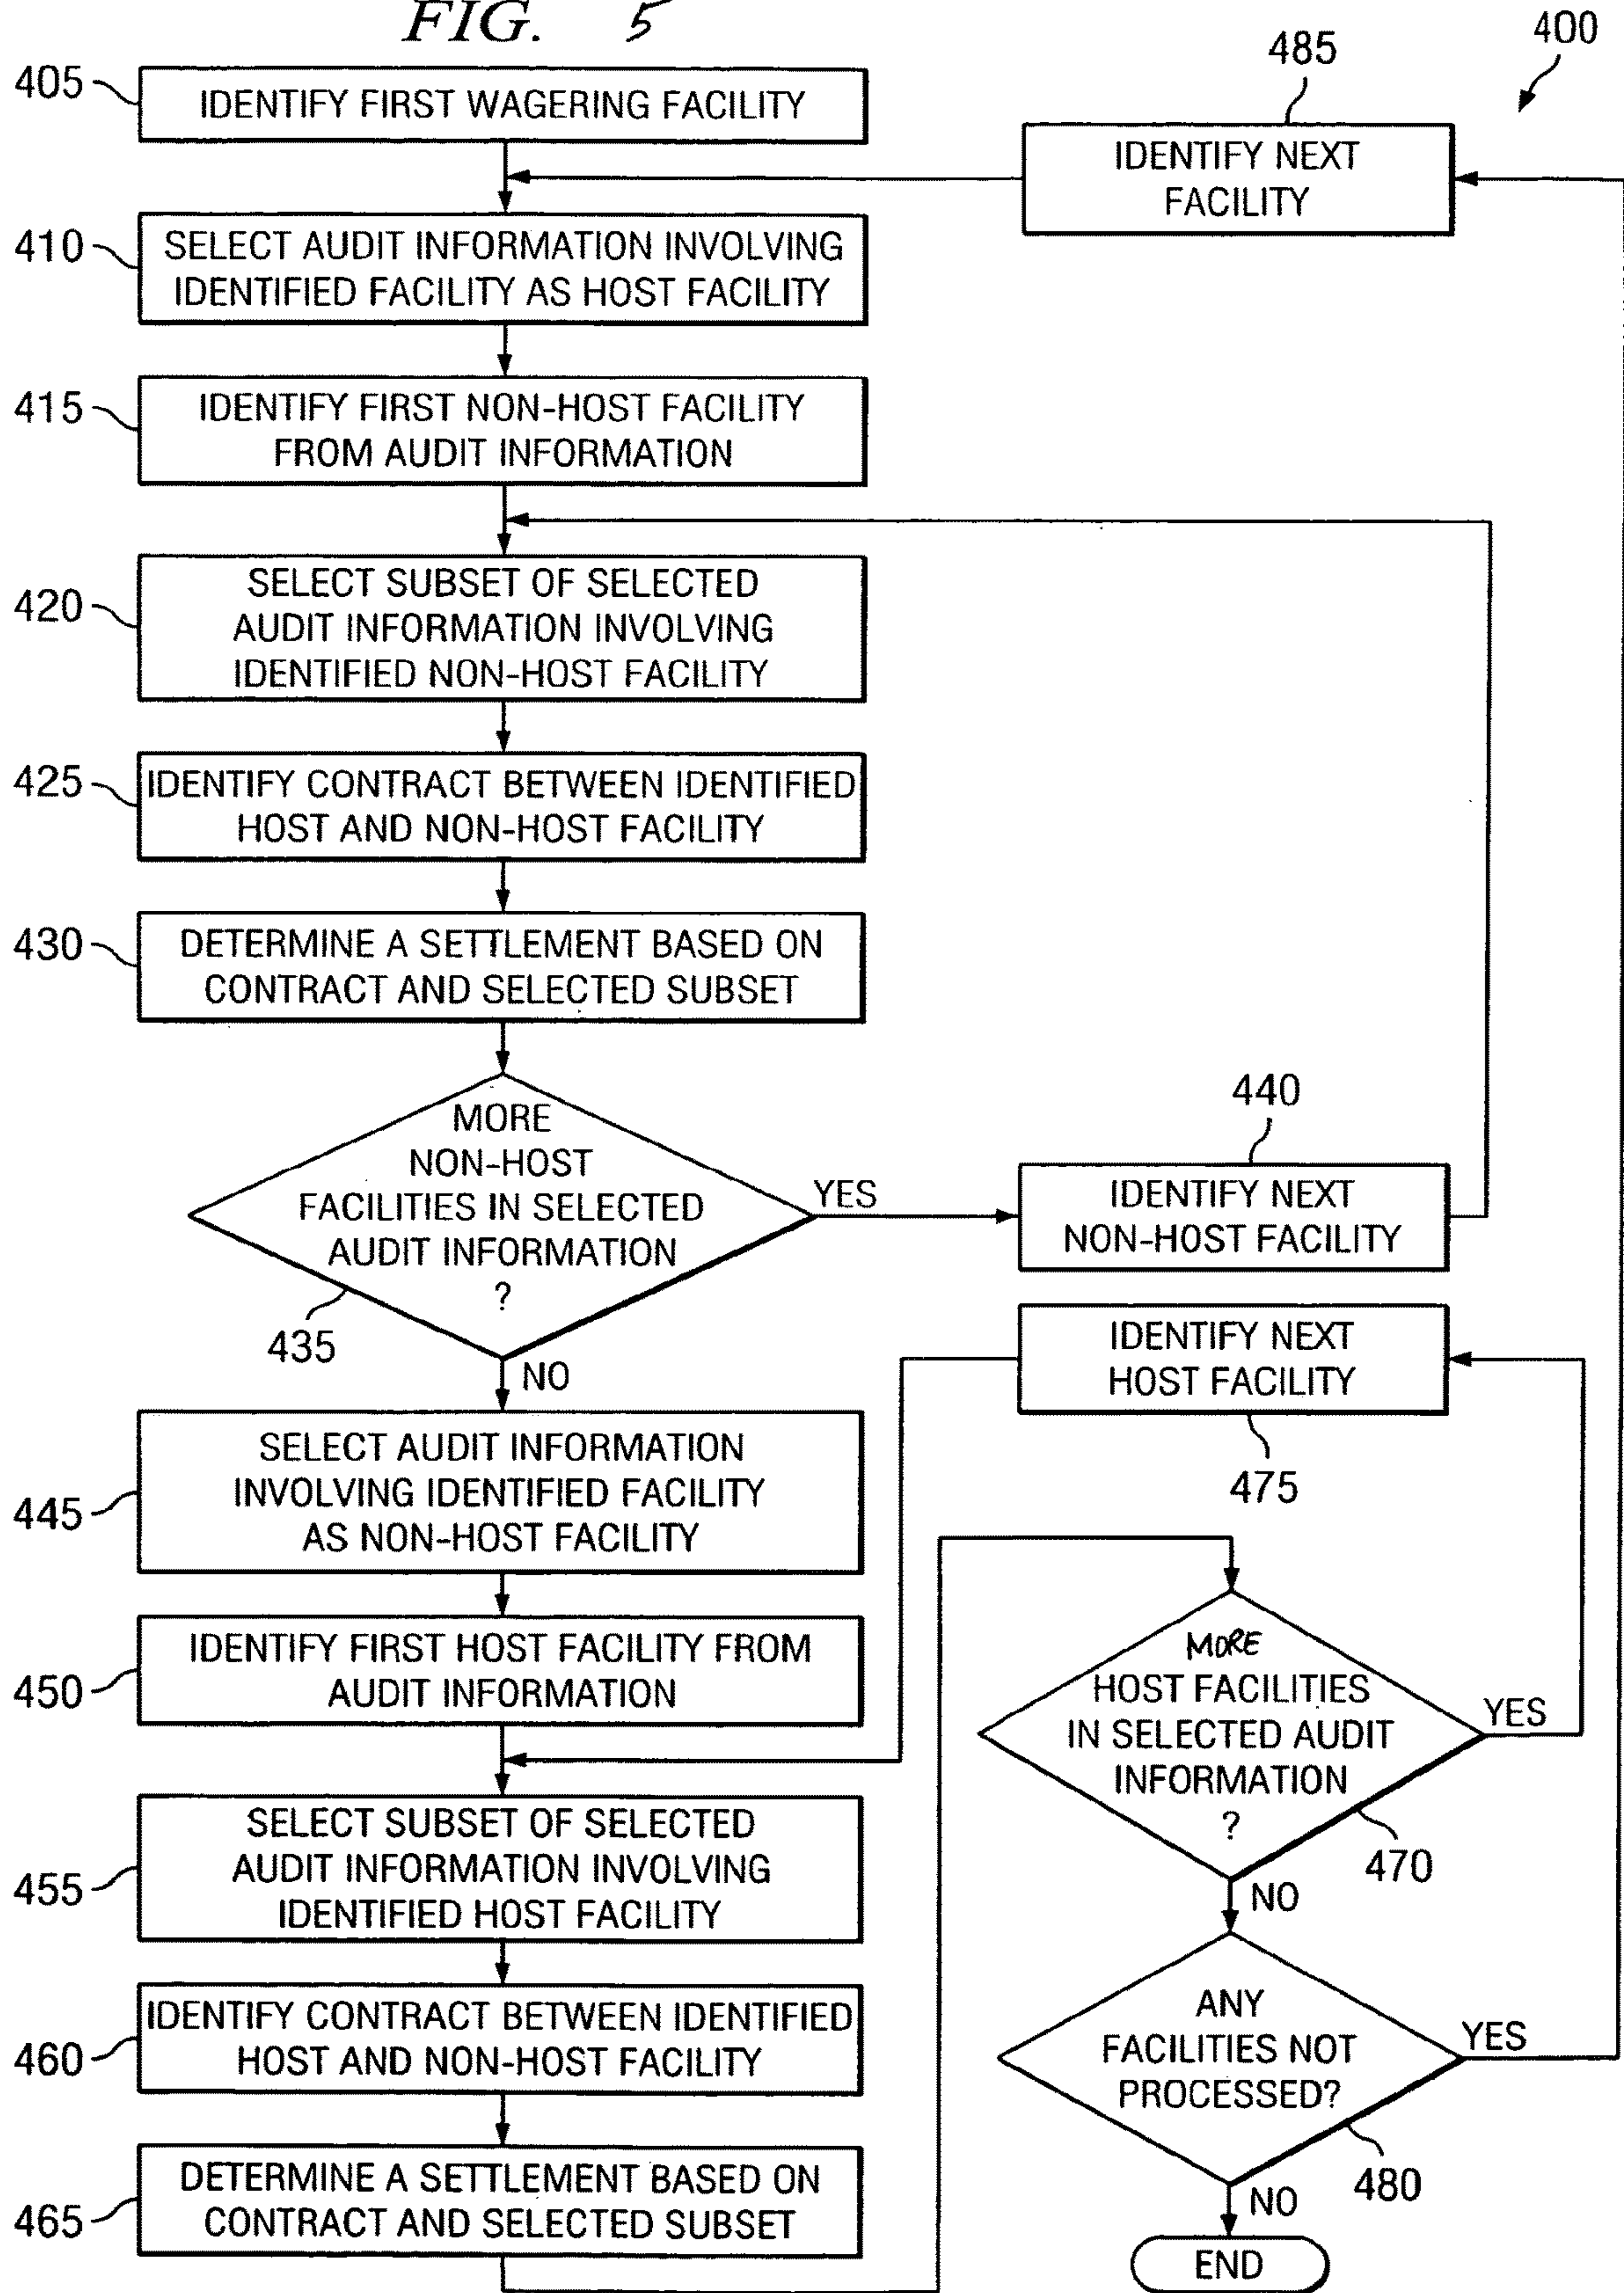 FIG. 5
400
405
IDENTIFY FIRST WAGERING FACILITY
485
IDENTIFY NEXT
FACILITY
410
SELECT AUDIT INFORMATION INVOLVING
IDENTIFIED FACILITY AS HOST FACILITY
415
IDENTIFY FIRST NON-HOST FACILITY
FROM AUDIT INFORMATION
420
SELECT SUBSET OF SELECTED
AUDIT INFORMATION INVOLVING
IDENTIFIED NON-HOST FACILITY
425
IDENTIFY CONTRACT BETWEEN IDENTIFIED
HOST AND NON-HOST FACILITY
430
DETERMINE A SETTLEMENT BASED ON
CONTRACT AND SELECTED SUBSET
MORE
NON-HOST
FACILITIES IN SELECTED
AUDIT INFORMATION
?
435
YES
NO
440
IDENTIFY NEXT
NON-HOST FACILITY
IDENTIFY NEXT
HOST FACILITY
475
445
SELECT AUDIT INFORMATION
INVOLVING IDENTIFIED FACILITY
AS NON-HOST FACILITY
450
IDENTIFY FIRST HOST FACILITY FROM
AUDIT INFORMATION
455
SELECT SUBSET OF SELECTED
AUDIT INFORMATION INVOLVING
IDENTIFIED HOST FACILITY
460
IDENTIFY CONTRACT BETWEEN IDENTIFIED
HOST AND NON-HOST FACILITY
465
DETERMINE A SETTLEMENT BASED ON
CONTRACT AND SELECTED SUBSET
MORE
HOST FACILITIES
IN SELECTED AUDIT
INFORMATION
?
YES
470
NO
ANY
FACILITIES NOT
PROCESSED?
YES
480
NO
END